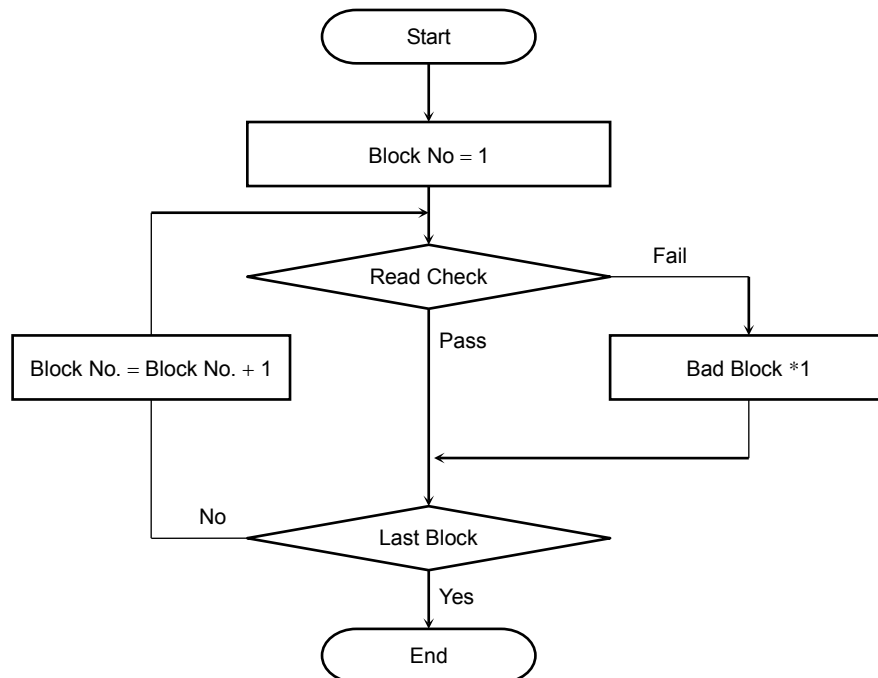 Start
Block No = 1
Read Check
Fail
Pass
Block No. = Block No. + 1
Bad Block *1
No
Last Block
Yes
End